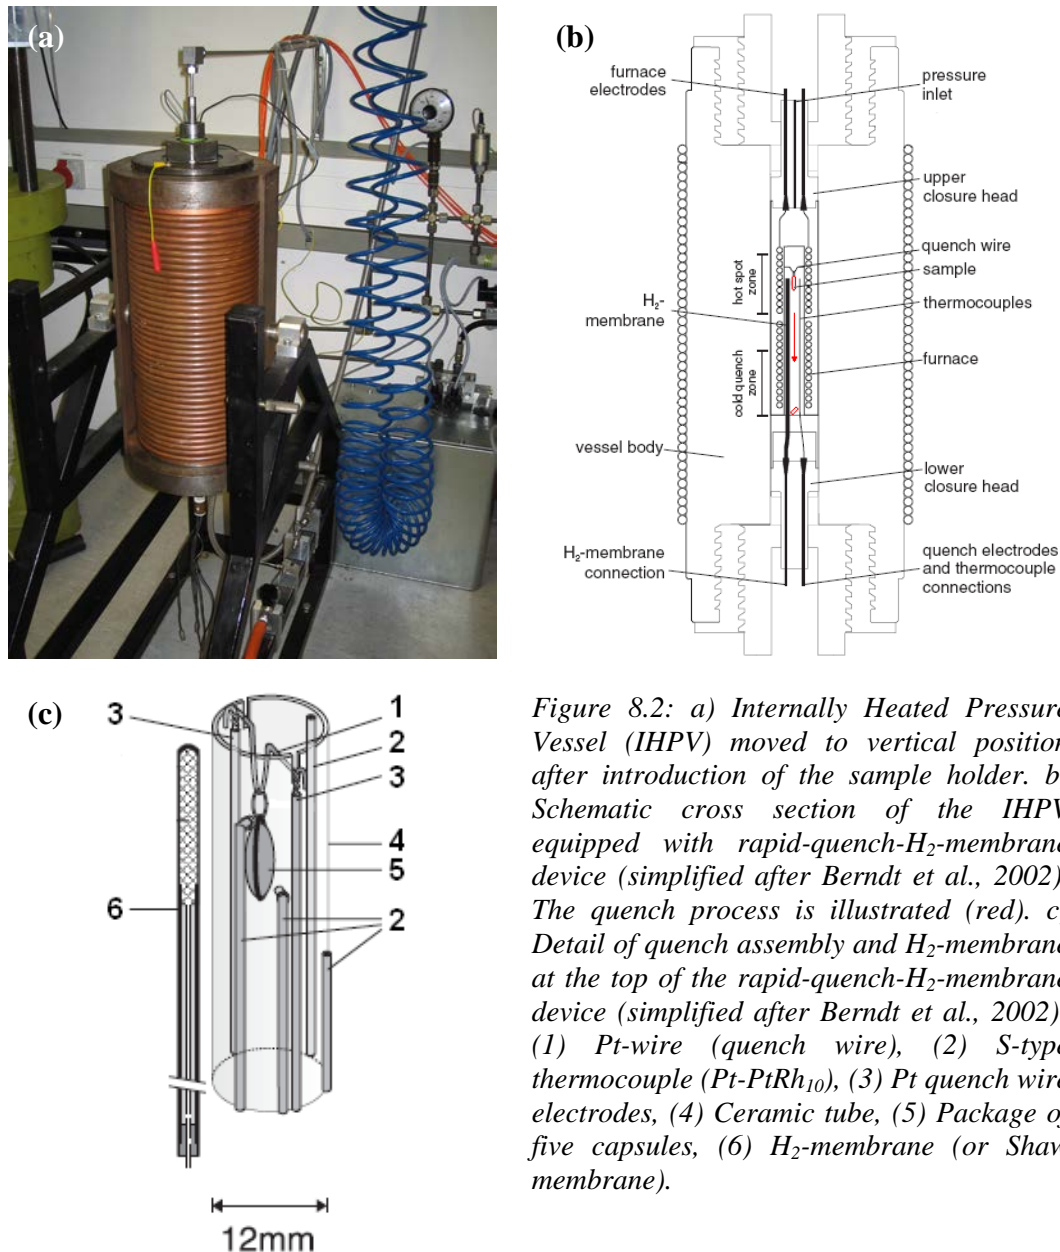 (a)
(b)
furnace
electrodes
pressure
inlet
upper
closure head
quench wire
sample
hot spot
zone
thermocouples
H₂-
membrane
furnace
cold quench
zone
vessel body
lower
closure head
H₂-membrane
connection
quench electrodes
and thermocouple
connections
(c)
3
1
2
3
4
5
6
2
12mm
Figure 8.2: a) Internally Heated Pressure
Vessel (IHPV) moved to vertical position
after introduction of the sample holder. b
Schematic cross section of the IHPV
equipped with rapid-quench-H₂-membrane
device (simplified after Berndt et al., 2002)
The quench process is illustrated (red). c
Detail of quench assembly and H₂-membrane
at the top of the rapid-quench-H₂-membrane
device (simplified after Berndt et al., 2002)
(1) Pt-wire (quench wire), (2) S-type
thermocouple (Pt-PtRh₁₀), (3) Pt quench wire
electrodes, (4) Ceramic tube, (5) Package of
five capsules, (6) H₂-membrane (or Shaw
membrane).